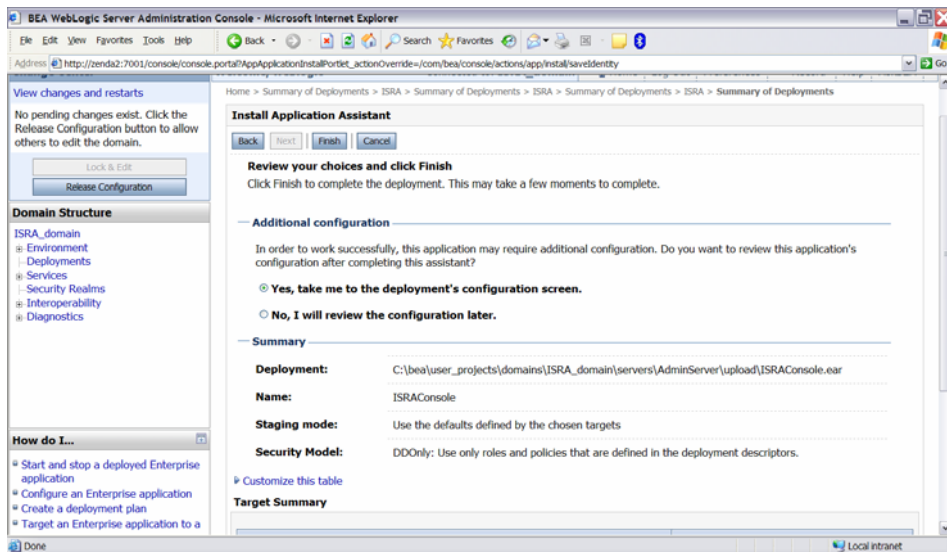 BEA WebLogic Server Administration Console - Microsoft Internet Explorer
File Edit View Favorites Tools Help
Back Search Favorites
Address http://zenda2:7001/console/console.portal?AppApplicationInstallPortlet_actionOverride=/com/bea/console/actions/app/install/saveIdentity Go
View changes and restarts
No pending changes exist. Click the
Release Configuration button to allow
others to edit the domain.
Lock & Edit
Release Configuration
Domain Structure
ISRA_domain
Environment
Deployments
Services
Security Realms
Interoperability
Diagnostics
How do I...
Start and stop a deployed Enterprise
application
Configure an Enterprise application
Create a deployment plan
Target an Enterprise application to a
Home > Summary of Deployments > ISRA > Summary of Deployments > ISRA > Summary of Deployments > ISRA > Summary of Deployments
Install Application Assistant
Back Next Finish Cancel
Review your choices and click Finish
Click Finish to complete the deployment. This may take a few moments to complete.
Additional configuration
In order to work successfully, this application may require additional configuration. Do you want to review this application's
configuration after completing this assistant?
Yes, take me to the deployment's configuration screen.
No, I will review the configuration later.
Summary
Deployment: C:\bea\user_projects\domains\ISRA_domain\servers\AdminServer\upload\ISRAConsole.ear
Name: ISRAConsole
Staging mode: Use the defaults defined by the chosen targets
Security Model: DDOnly: Use only roles and policies that are defined in the deployment descriptors.
Customize this table
Target Summary
Done
Local intranet